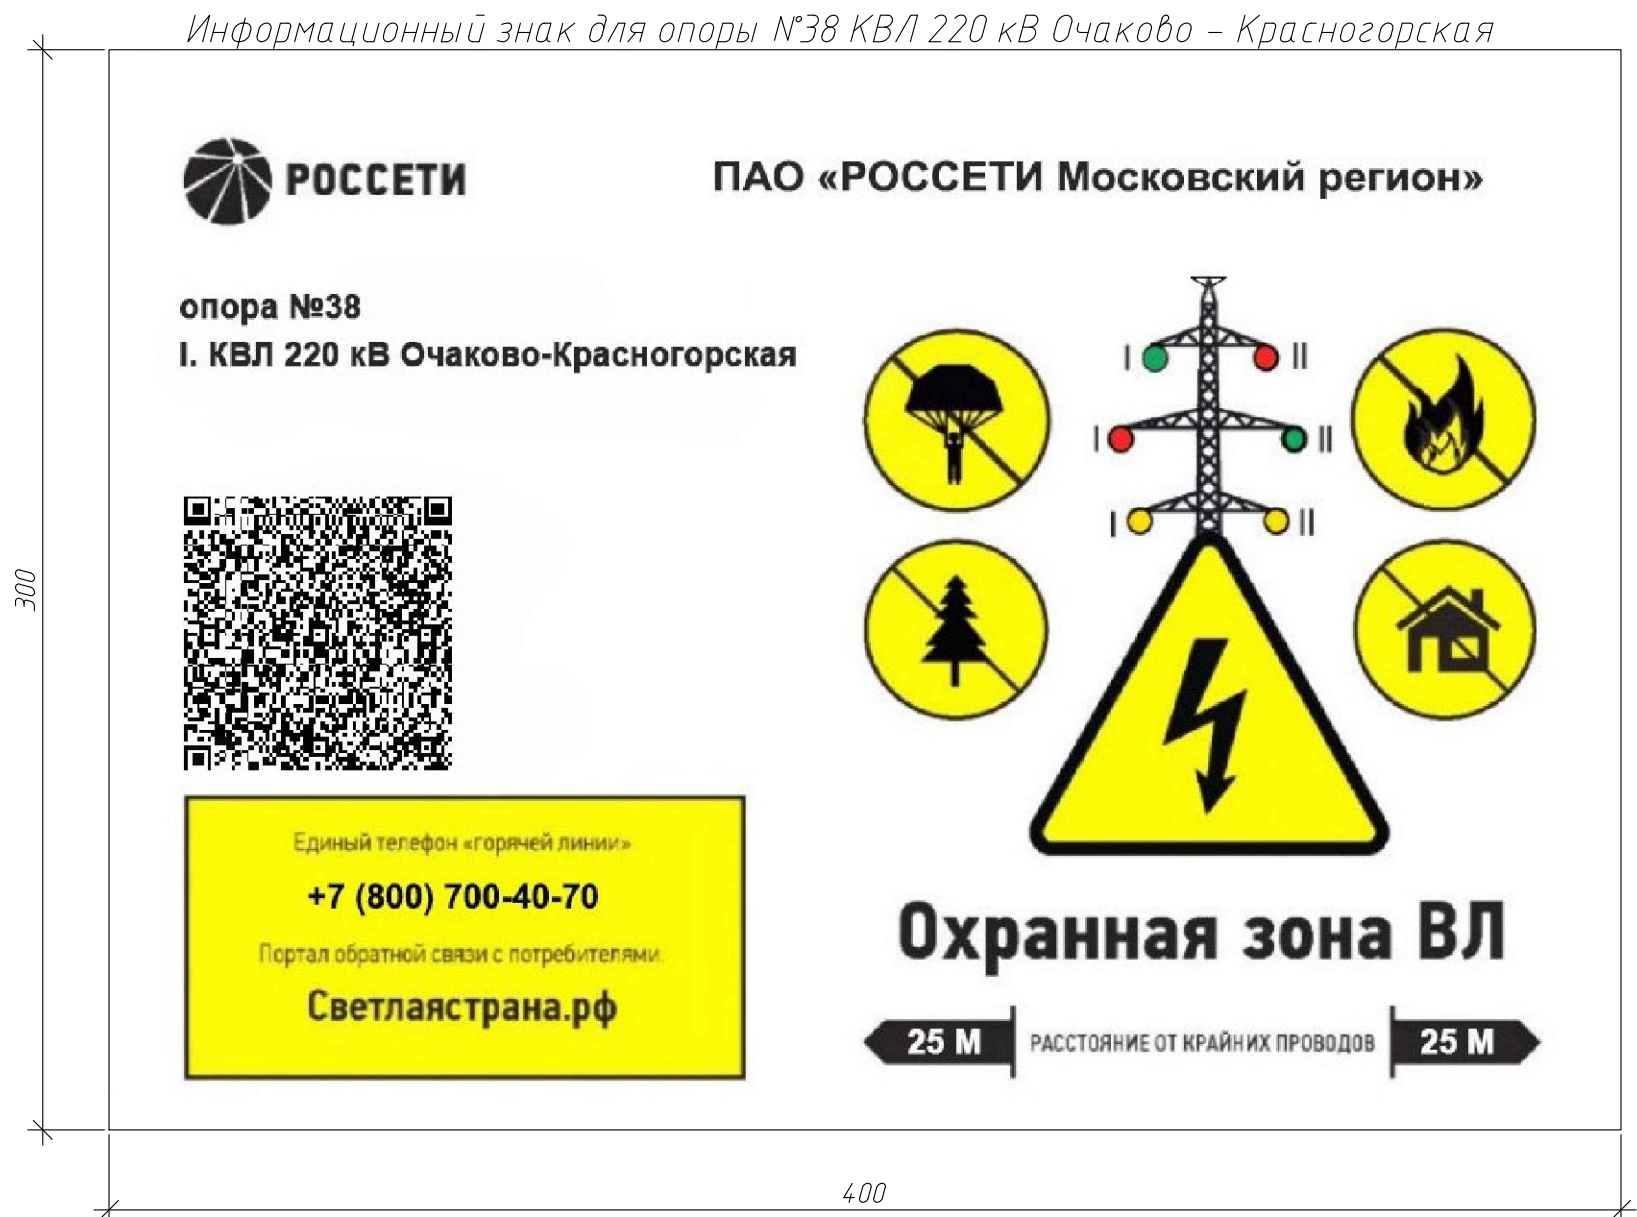 Информационный знак для опоры №38 КВЛ 220 кВ Очаково - Красногорская
РОССЕТИ
ПАО «РОССЕТИ Московский регион»
опора №38
I. КВЛ 220 кВ Очаково-Красногорская
I II
I II
I II
300
Единый телефон «горячей линии»
+7 (800) 700-40-70
Портал обратной связи с потребителями:
Светлаястрана.рф
Охранная зона ВЛ
25 М РАССТОЯНИЕ ОТ КРАЙНИХ ПРОВОДОВ 25 М
400